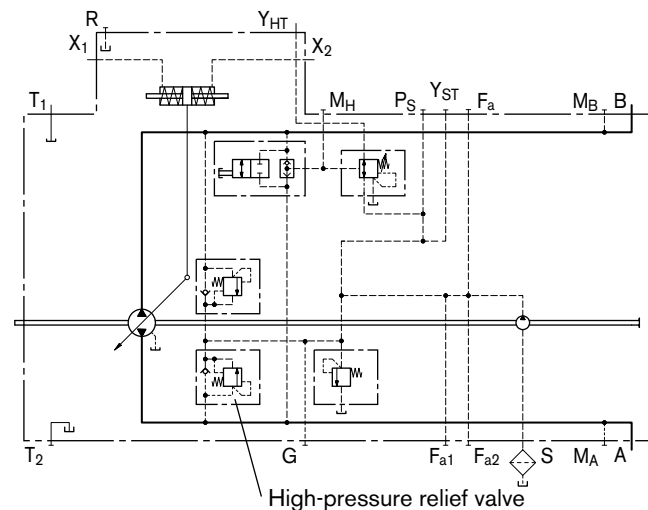 R
Y_HT
X_1
X_2
T_1
M_H
P_S
Y_ST
F_a
M_B
B
T_2
G
F_a1
F_a2
S
M_A
A
High-pressure relief valve